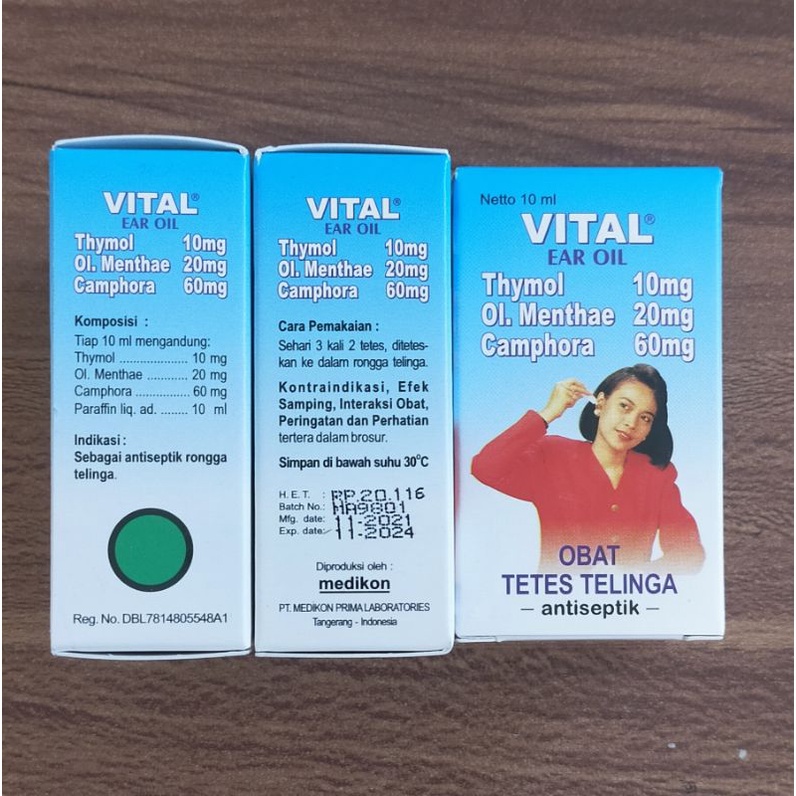 VITAL®
EAR OIL
Thymol 10mg
Ol. Menthae 20mg
Camphora 60mg
Komposisi :
Tiap 10 ml mengandung:
Thymol .................... 10 mg
Ol. Menthae ............ 20 mg
Camphora ................ 60 mg
Paraffin liq. ad. ........ 10 ml
Indikasi :
Sebagai antiseptik rongga
telinga.
Reg. No. DBL7814805548A1
VITAL®
EAR OIL
Thymol 10mg
Ol. Menthae 20mg
Camphora 60mg
Cara Pemakaian :
Sehari 3 kali 2 tetes, ditetes-
kan ke dalam rongga telinga.
Kontraindikasi, Efek
Samping, Interaksi Obat,
Peringatan dan Perhatian
tertera dalam brosur.
Simpan di bawah suhu 30°C
H. E. T. : RP.20.116
Batch No.: MA9801
Mfg. date: 11-2021
Exp. date: 11-2024
Diproduksi oleh :
medikon
PT. MEDIKON PRIMA LABORATORIES
Tangerang - Indonesia
Netto 10 ml
VITAL®
EAR OIL
Thymol 10mg
Ol. Menthae 20mg
Camphora 60mg
OBAT
TETES TELINGA
– antiseptik –